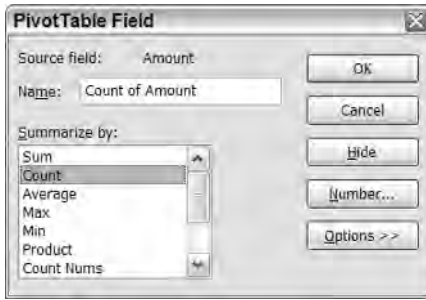 PivotTable Field
Source field: Amount
Name: Count of Amount
Summarize by:
Sum
Count
Average
Max
Min
Product
Count Nums
OK
Cancel
Hide
Number...
Options >>